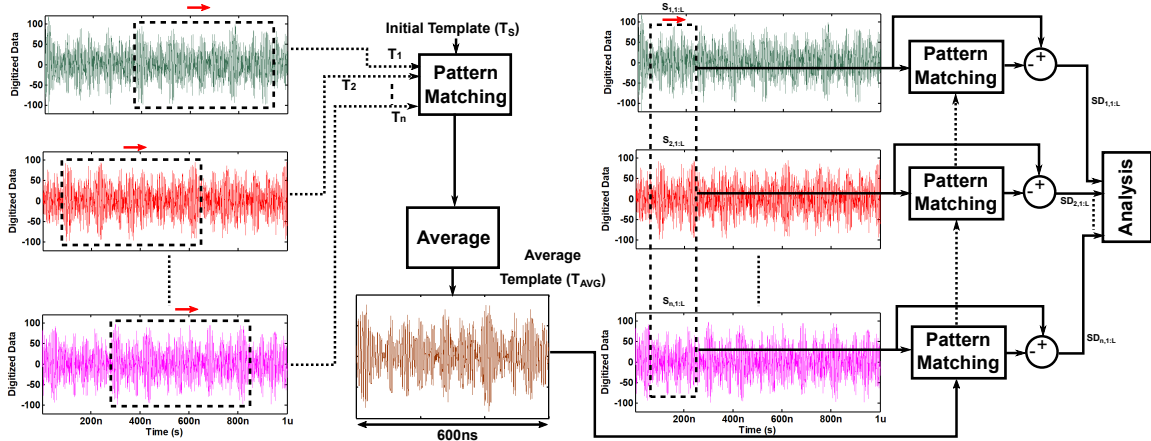 Digitized Data
100
50
0
-50
-100
Digitized Data
100
50
0
-50
-100
Digitized Data
100
50
0
-50
-100
200n
400n
600n
800n
1u
Time (s)
Initial Template (TS)
T1
T2
Tn
Pattern
Matching
Average
Average
Template (TAVG)
600ns
S1,1:L
Digitized Data
100
50
0
-50
-100
S2,1:L
Digitized Data
100
50
0
-50
-100
Sn,1:L
Digitized Data
100
50
0
-50
-100
200n
400n
600n
800n
1u
Time (s)
Pattern
Matching
- +
SD1,1:L
Pattern
Matching
- +
SD2,1:L
Pattern
Matching
- +
SDn,1:L
Analysis